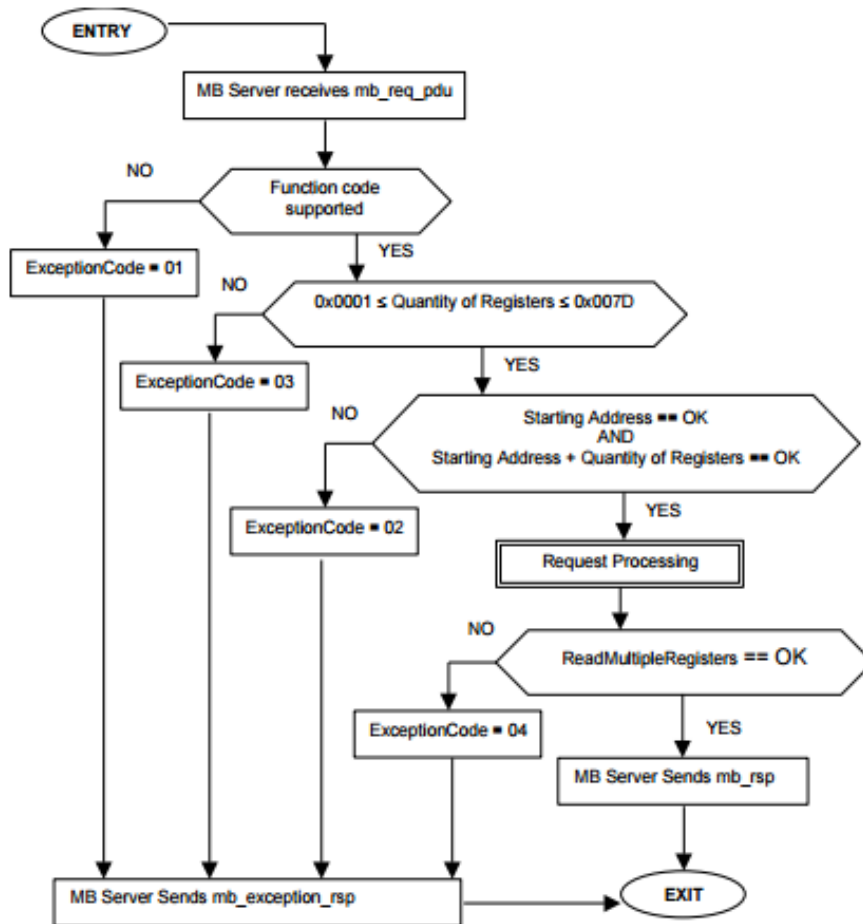 ENTRY
MB Server receives mb_req_pdu
NO
Function code
supported
YES
ExceptionCode = 01
NO
0x0001 ≤ Quantity of Registers ≤ 0x007D
YES
ExceptionCode = 03
NO
Starting Address == OK
AND
Starting Address + Quantity of Registers == OK
YES
ExceptionCode = 02
Request Processing
NO
ReadMultipleRegisters == OK
YES
ExceptionCode = 04
MB Server Sends mb_rsp
MB Server Sends mb_exception_rsp
EXIT